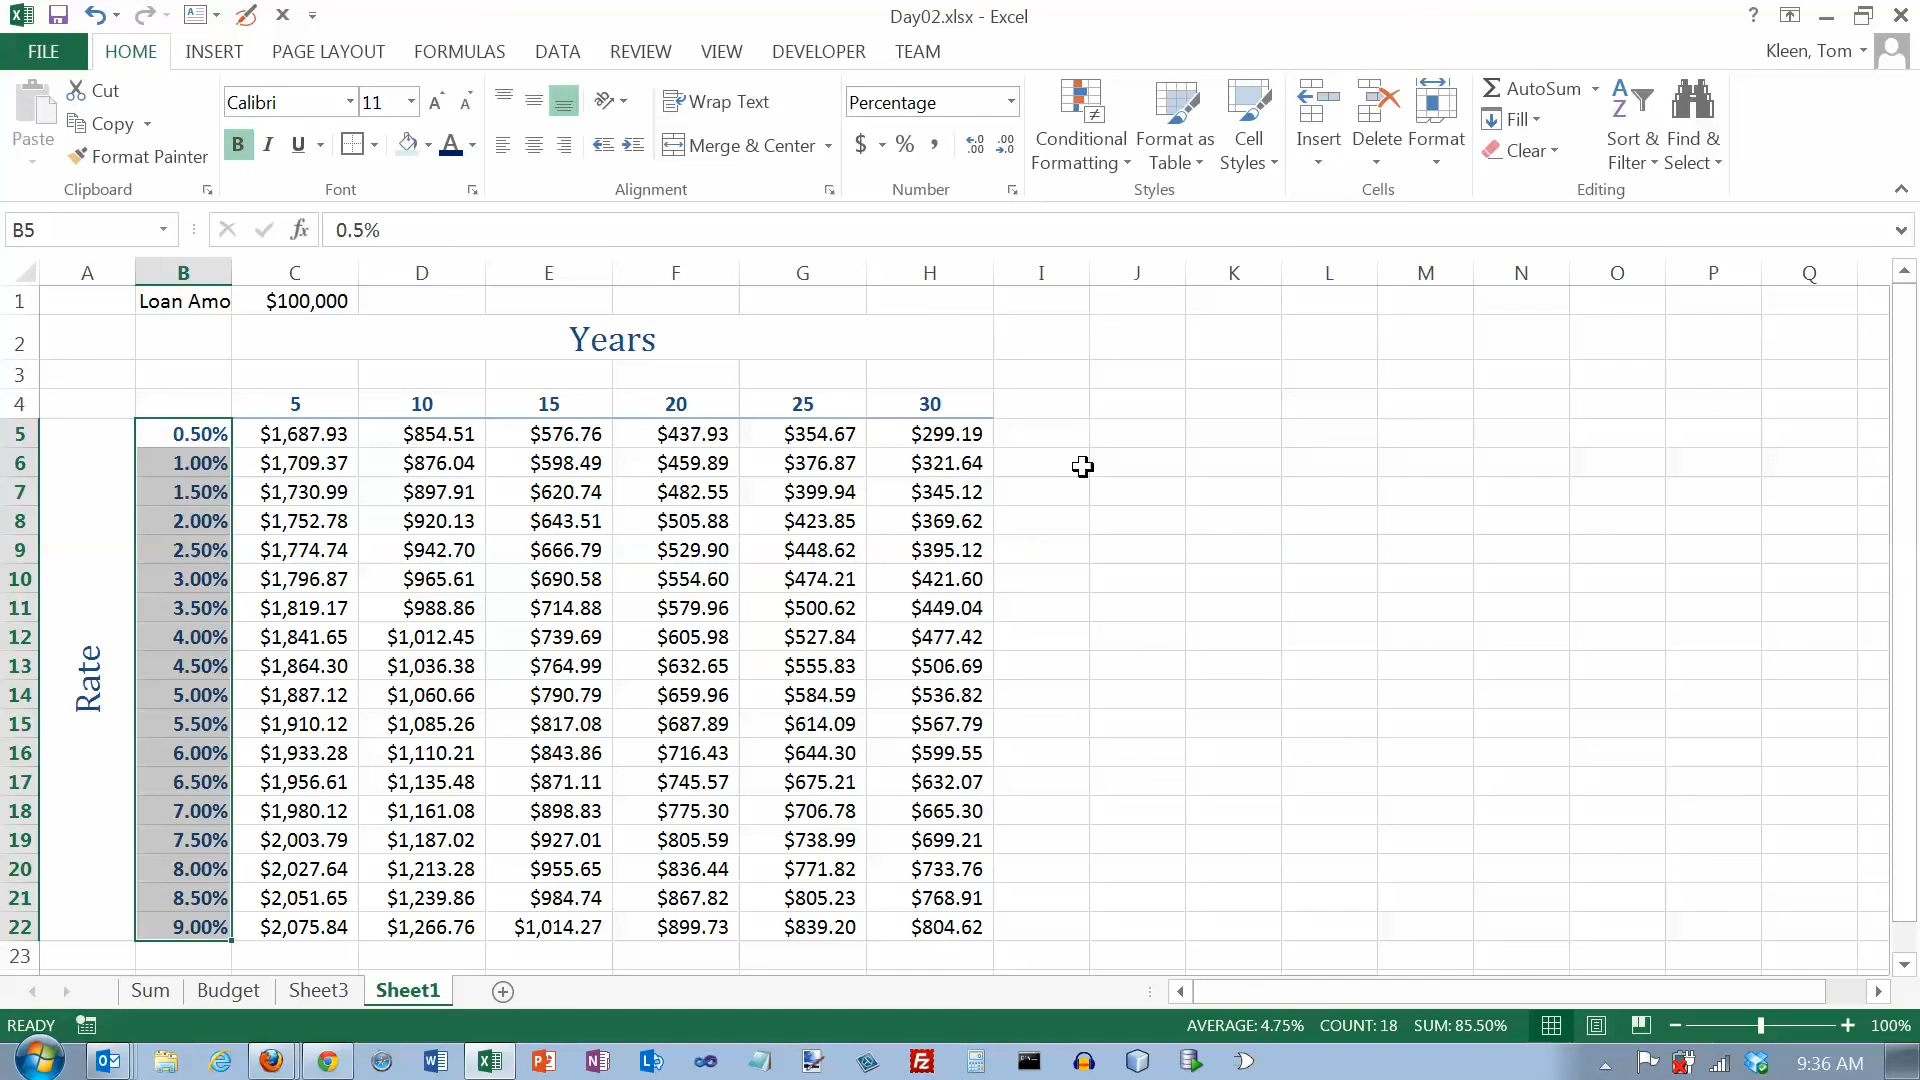 Day02.xlsx - Excel
?
FILE HOME INSERT PAGE LAYOUT FORMULAS DATA REVIEW VIEW DEVELOPER TEAM Kleen, Tom
Paste
Cut
Copy
Format Painter
Clipboard
Calibri 11
B I U
Font
Wrap Text
Merge & Center
Alignment
Percentage
$ % ,
Number
Conditional Formatting
Format as Table
Cell Styles
Styles
Insert Delete Format
Cells
AutoSum
Fill
Clear
Sort & Filter
Find & Select
Editing
B5 fx 0.5%
A B C D E F G H I J K L M N O P Q
1 Loan Amo $100,000
2 Years
3
4 5 10 15 20 25 30
Rate
5 0.50% $1,687.93 $854.51 $576.76 $437.93 $354.67 $299.19
6 1.00% $1,709.37 $876.04 $598.49 $459.89 $376.87 $321.64
7 1.50% $1,730.99 $897.91 $620.74 $482.55 $399.94 $345.12
8 2.00% $1,752.78 $920.13 $643.51 $505.88 $423.85 $369.62
9 2.50% $1,774.74 $942.70 $666.79 $529.90 $448.62 $395.12
10 3.00% $1,796.87 $965.61 $690.58 $554.60 $474.21 $421.60
11 3.50% $1,819.17 $988.86 $714.88 $579.96 $500.62 $449.04
12 4.00% $1,841.65 $1,012.45 $739.69 $605.98 $527.84 $477.42
13 4.50% $1,864.30 $1,036.38 $764.99 $632.65 $555.83 $506.69
14 5.00% $1,887.12 $1,060.66 $790.79 $659.96 $584.59 $536.82
15 5.50% $1,910.12 $1,085.26 $817.08 $687.89 $614.09 $567.79
16 6.00% $1,933.28 $1,110.21 $843.86 $716.43 $644.30 $599.55
17 6.50% $1,956.61 $1,135.48 $871.11 $745.57 $675.21 $632.07
18 7.00% $1,980.12 $1,161.08 $898.83 $775.30 $706.78 $665.30
19 7.50% $2,003.79 $1,187.02 $927.01 $805.59 $738.99 $699.21
20 8.00% $2,027.64 $1,213.28 $955.65 $836.44 $771.82 $733.76
21 8.50% $2,051.65 $1,239.86 $984.74 $867.82 $805.23 $768.91
22 9.00% $2,075.84 $1,266.76 $1,014.27 $899.73 $839.20 $804.62
23
Sum Budget Sheet3 Sheet1
READY AVERAGE: 4.75% COUNT: 18 SUM: 85.50% 100%
9:36 AM